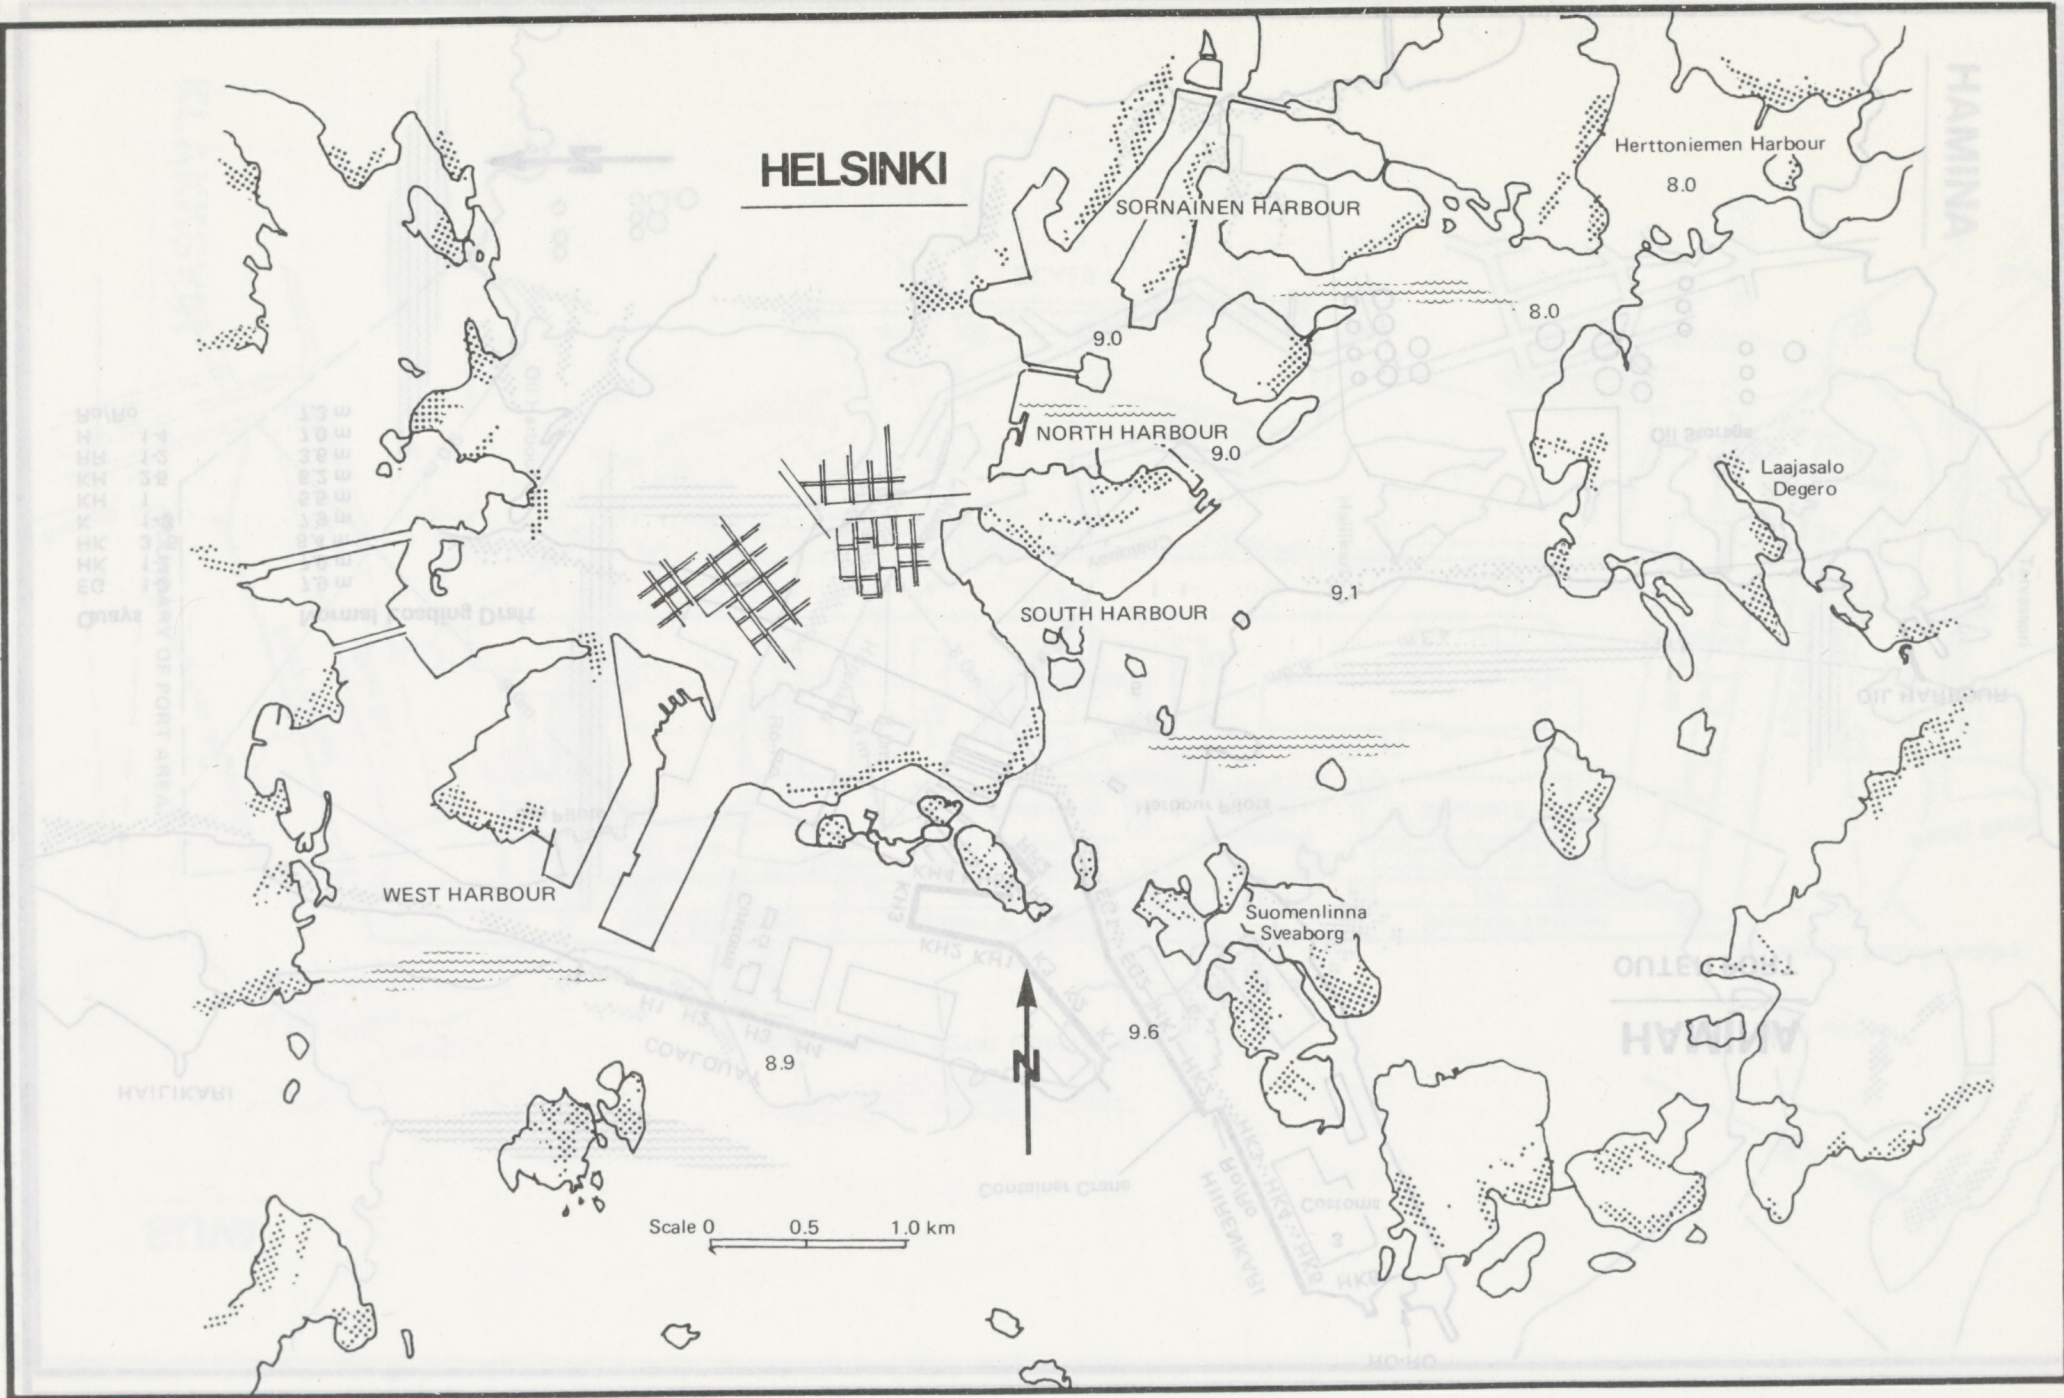 HELSINKI
Herttoniemen Harbour
8.0
SORNAINEN HARBOUR
8.0
9.0
NORTH HARBOUR
9.0
Laajasalo
Degero
9.1
SOUTH HARBOUR
WEST HARBOUR
Suomenlinna
Sveaborg
9.6
8.9
N
Scale 0 0.5 1.0 km